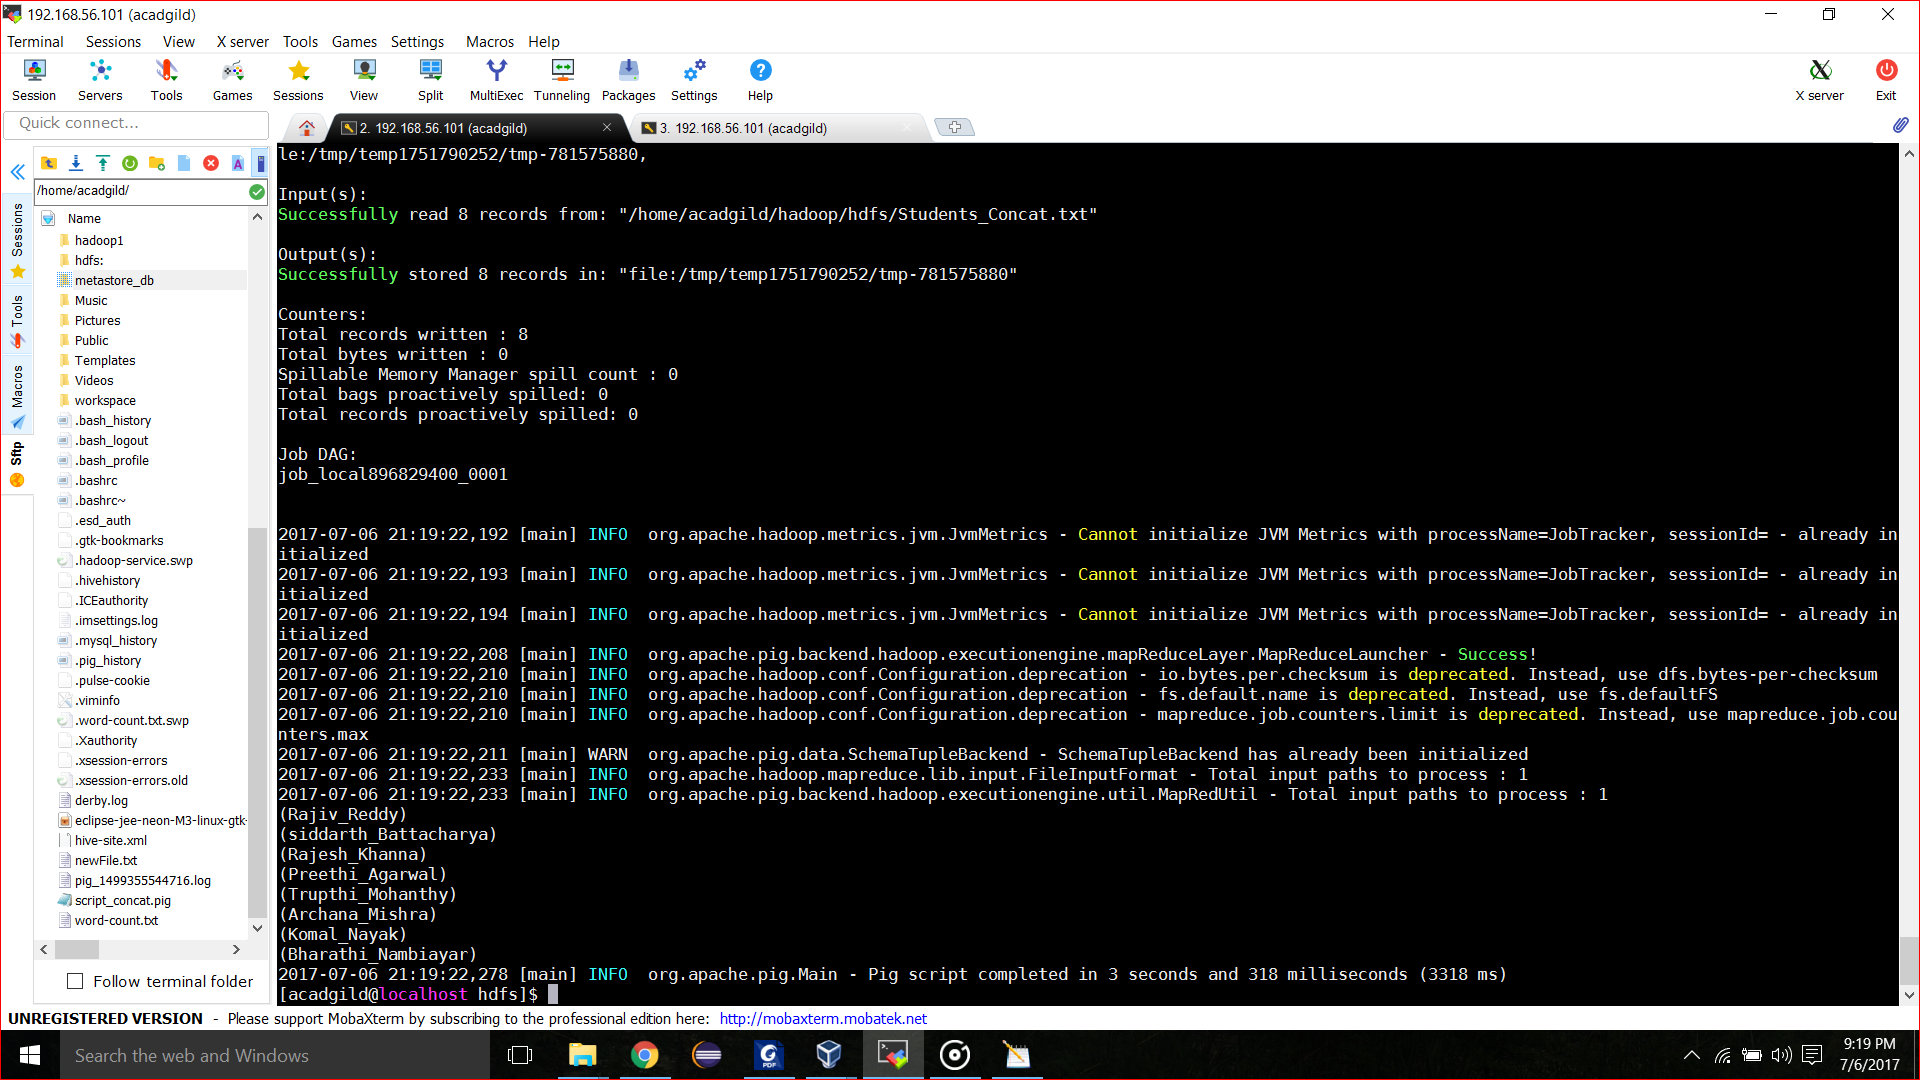 192.168.56.101 (acadgild)
Terminal Sessions View X server Tools Games Settings Macros Help
Session Servers Tools Games Sessions View Split MultiExec Tunneling Packages Settings Help X server Exit
Quick connect...
2. 192.168.56.101 (acadgild)
3. 192.168.56.101 (acadgild)
Sessions
Tools
Macros
Sftp
/home/acadgild/
Name
hadoop1
hdfs:
metastore_db
Music
Pictures
Public
Templates
Videos
workspace
.bash_history
.bash_logout
.bash_profile
.bashrc
.bashrc~
.esd_auth
.gtk-bookmarks
.hadoop-service.swp
.hivehistory
.ICEauthority
.imsettings.log
.mysql_history
.pig_history
.pulse-cookie
.viminfo
.word-count.txt.swp
.Xauthority
.xsession-errors
.xsession-errors.old
derby.log
eclipse-jee-neon-M3-linux-gtk-
hive-site.xml
newFile.txt
pig_1499355544716.log
script_concat.pig
word-count.txt
Follow terminal folder
le:/tmp/temp1751790252/tmp-781575880,
Input(s):
Successfully read 8 records from: "/home/acadgild/hadoop/hdfs/Students_Concat.txt"
Output(s):
Successfully stored 8 records in: "file:/tmp/temp1751790252/tmp-781575880"
Counters:
Total records written : 8
Total bytes written : 0
Spillable Memory Manager spill count : 0
Total bags proactively spilled: 0
Total records proactively spilled: 0
Job DAG:
job_local896829400_0001
2017-07-06 21:19:22,192 [main] INFO  org.apache.hadoop.metrics.jvm.JvmMetrics - Cannot initialize JVM Metrics with processName=JobTracker, sessionId= - already in
itialized
2017-07-06 21:19:22,193 [main] INFO  org.apache.hadoop.metrics.jvm.JvmMetrics - Cannot initialize JVM Metrics with processName=JobTracker, sessionId= - already in
itialized
2017-07-06 21:19:22,194 [main] INFO  org.apache.hadoop.metrics.jvm.JvmMetrics - Cannot initialize JVM Metrics with processName=JobTracker, sessionId= - already in
itialized
2017-07-06 21:19:22,208 [main] INFO  org.apache.pig.backend.hadoop.executionengine.mapReduceLayer.MapReduceLauncher - Success!
2017-07-06 21:19:22,210 [main] INFO  org.apache.hadoop.conf.Configuration.deprecation - io.bytes.per.checksum is deprecated. Instead, use dfs.bytes-per-checksum
2017-07-06 21:19:22,210 [main] INFO  org.apache.hadoop.conf.Configuration.deprecation - fs.default.name is deprecated. Instead, use fs.defaultFS
2017-07-06 21:19:22,210 [main] INFO  org.apache.hadoop.conf.Configuration.deprecation - mapreduce.job.counters.limit is deprecated. Instead, use mapreduce.job.cou
nters.max
2017-07-06 21:19:22,211 [main] WARN  org.apache.pig.data.SchemaTupleBackend - SchemaTupleBackend has already been initialized
2017-07-06 21:19:22,233 [main] INFO  org.apache.hadoop.mapreduce.lib.input.FileInputFormat - Total input paths to process : 1
2017-07-06 21:19:22,233 [main] INFO  org.apache.pig.backend.hadoop.executionengine.util.MapRedUtil - Total input paths to process : 1
(Rajiv_Reddy)
(siddarth_Battacharya)
(Rajesh_Khanna)
(Preethi_Agarwal)
(Trupthi_Mohanthy)
(Archana_Mishra)
(Komal_Nayak)
(Bharathi_Nambiayar)
2017-07-06 21:19:22,278 [main] INFO  org.apache.pig.Main - Pig script completed in 3 seconds and 318 milliseconds (3318 ms)
[acadgild@localhost hdfs]$
UNREGISTERED VERSION - Please support MobaXterm by subscribing to the professional edition here: http://mobaxterm.mobatek.net
Search the web and Windows
PDF
9:19 PM
7/6/2017